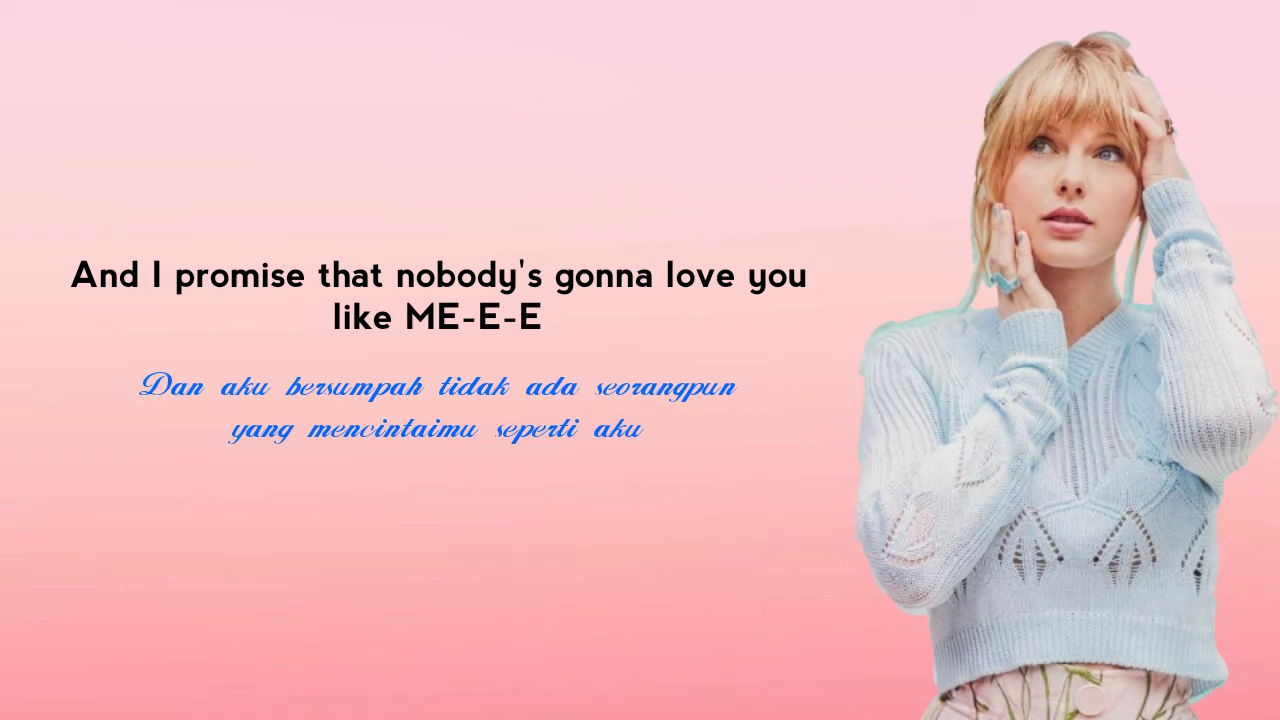 And I promise that nobody's gonna love you
like ME-E-E
Dan aku bersumpah tidak ada seorangpun
yang mencintaimu seperti aku